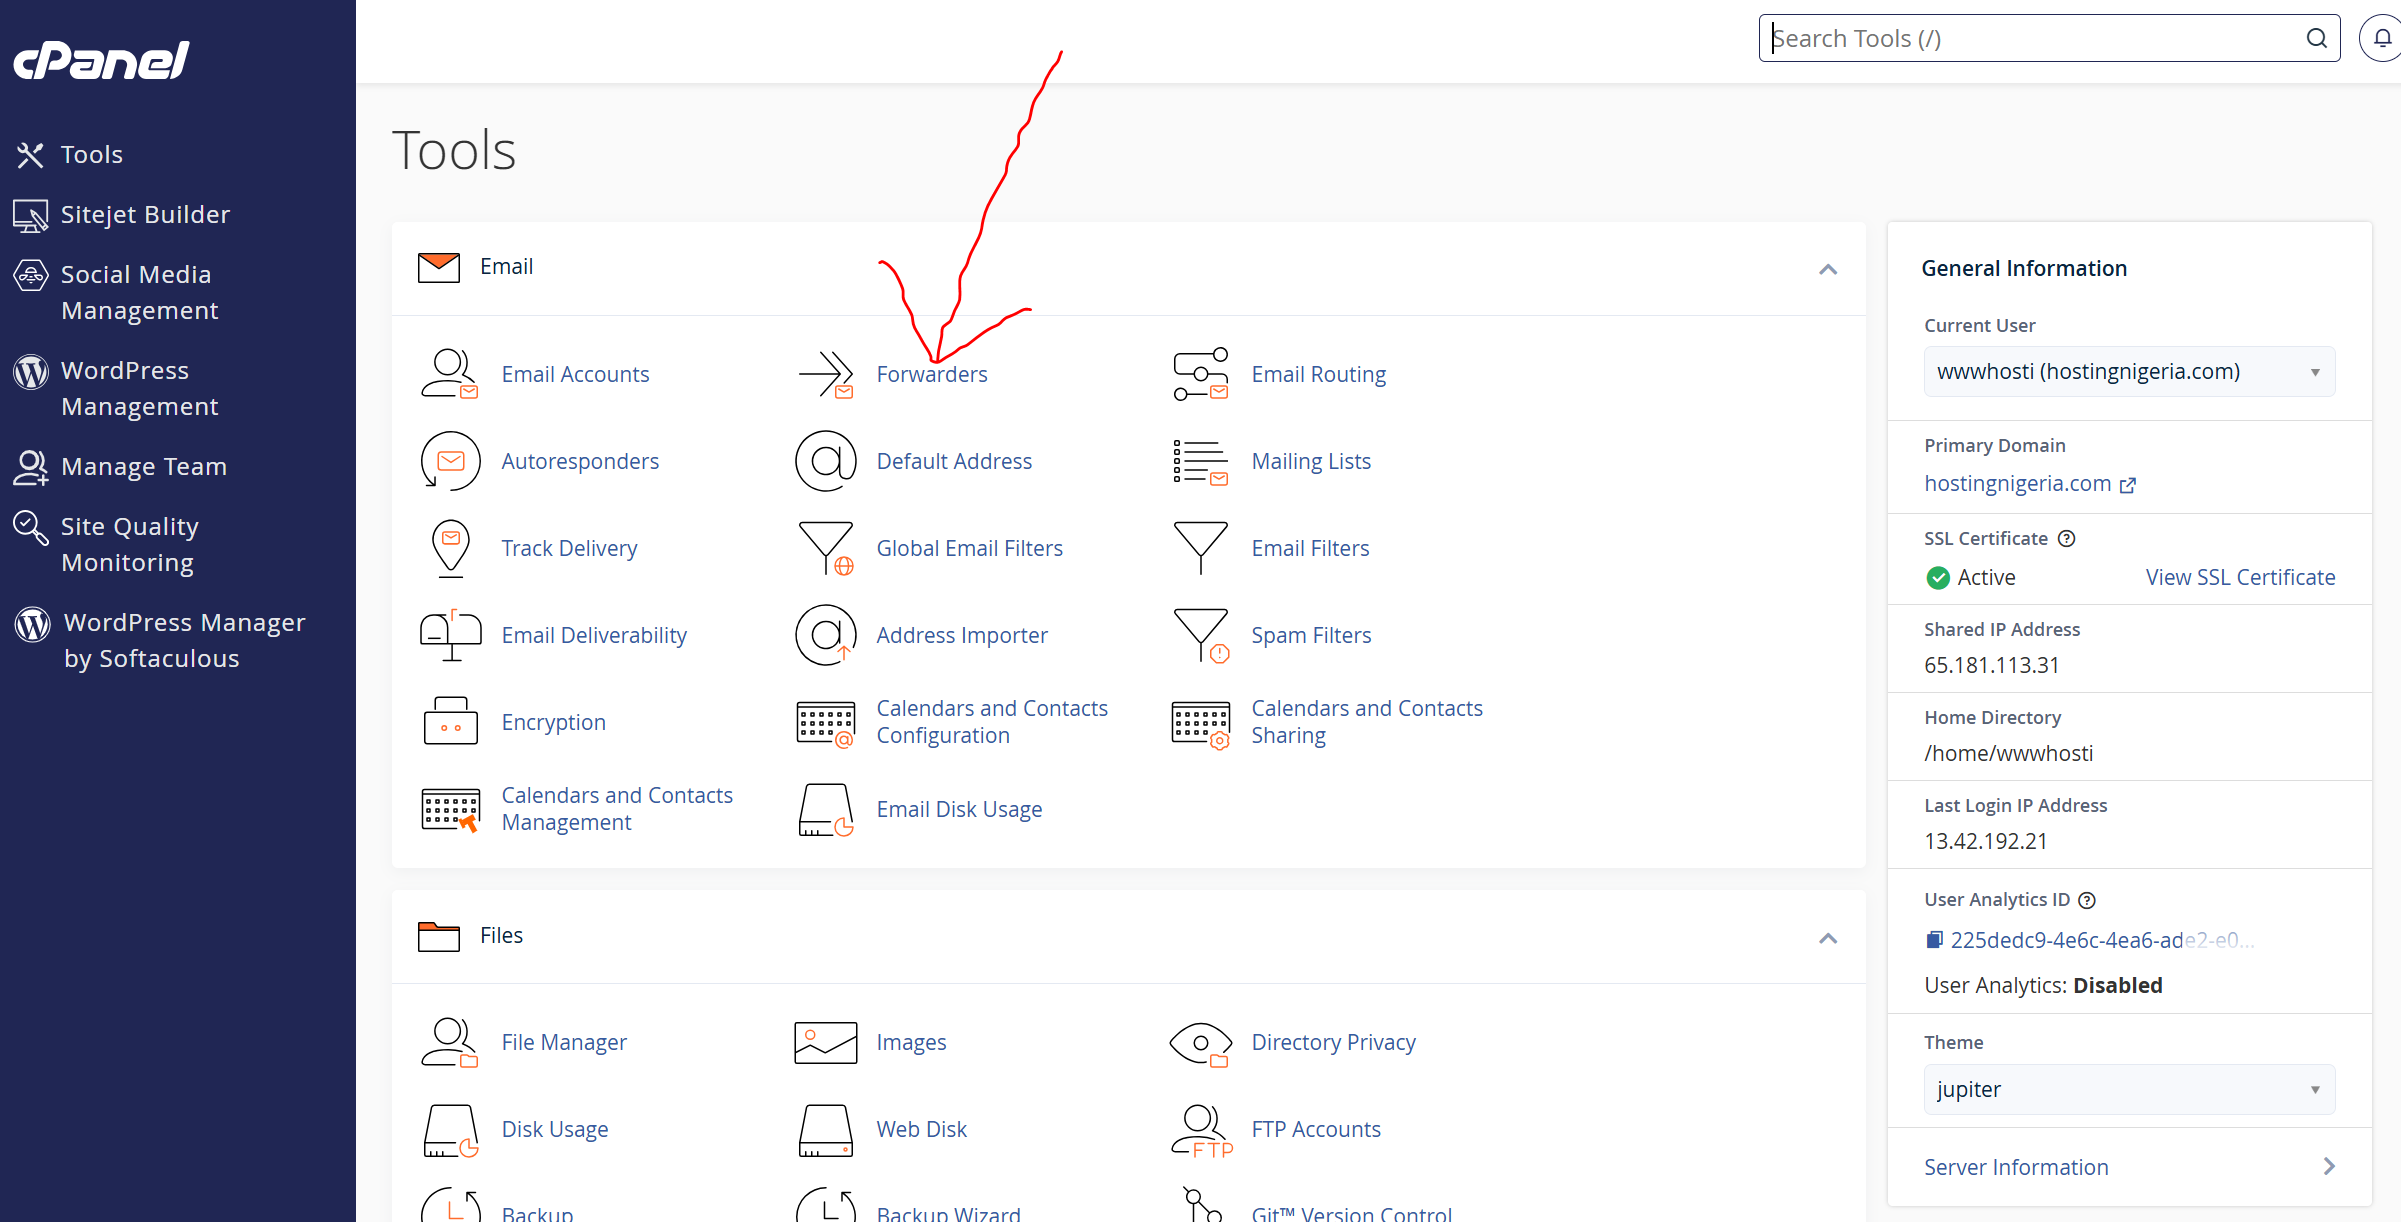 cPanel
Search Tools (/)
Tools
Sitejet Builder
Social Media
Management
WordPress
Management
Manage Team
Site Quality
Monitoring
WordPress Manager
by Softaculous
Tools
Email
Email Accounts
Forwarders
Email Routing
Autoresponders
Default Address
Mailing Lists
Track Delivery
Global Email Filters
Email Filters
Email Deliverability
Address Importer
Spam Filters
Encryption
Calendars and Contacts
Configuration
Calendars and Contacts
Sharing
Calendars and Contacts
Management
Email Disk Usage
Files
File Manager
Images
Directory Privacy
Disk Usage
Web Disk
FTP Accounts
FTP
Backup
Backup Wizard
Git™ Version Control
General Information
Current User
wwwhosti (hostingnigeria.com)
Primary Domain
hostingnigeria.com
SSL Certificate
Active
View SSL Certificate
Shared IP Address
65.181.113.31
Home Directory
/home/wwwhosti
Last Login IP Address
13.42.192.21
User Analytics ID
225dedc9-4e6c-4ea6-ade2-e0...
User Analytics: Disabled
Theme
jupiter
Server Information